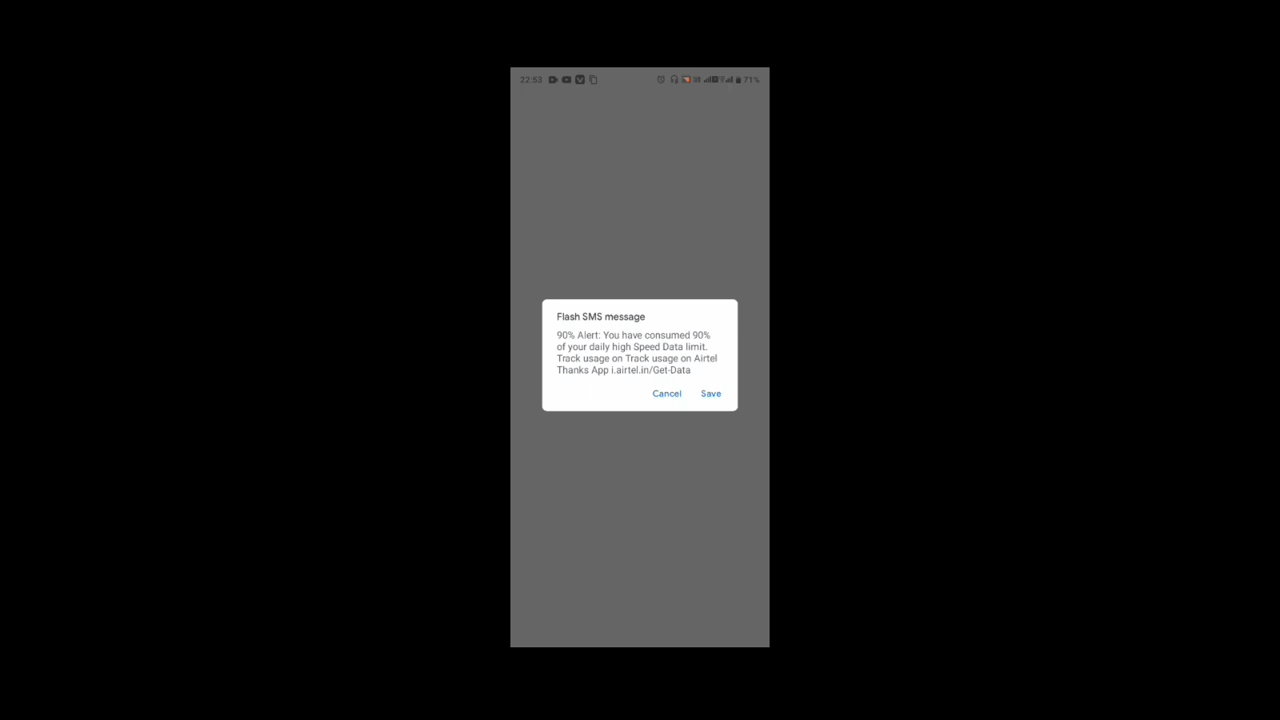 22:53 71%
Flash SMS message
90% Alert: You have consumed 90%
of your daily high Speed Data limit.
Track usage on Track usage on Airtel
Thanks App i.airtel.in/Get-Data
Cancel Save